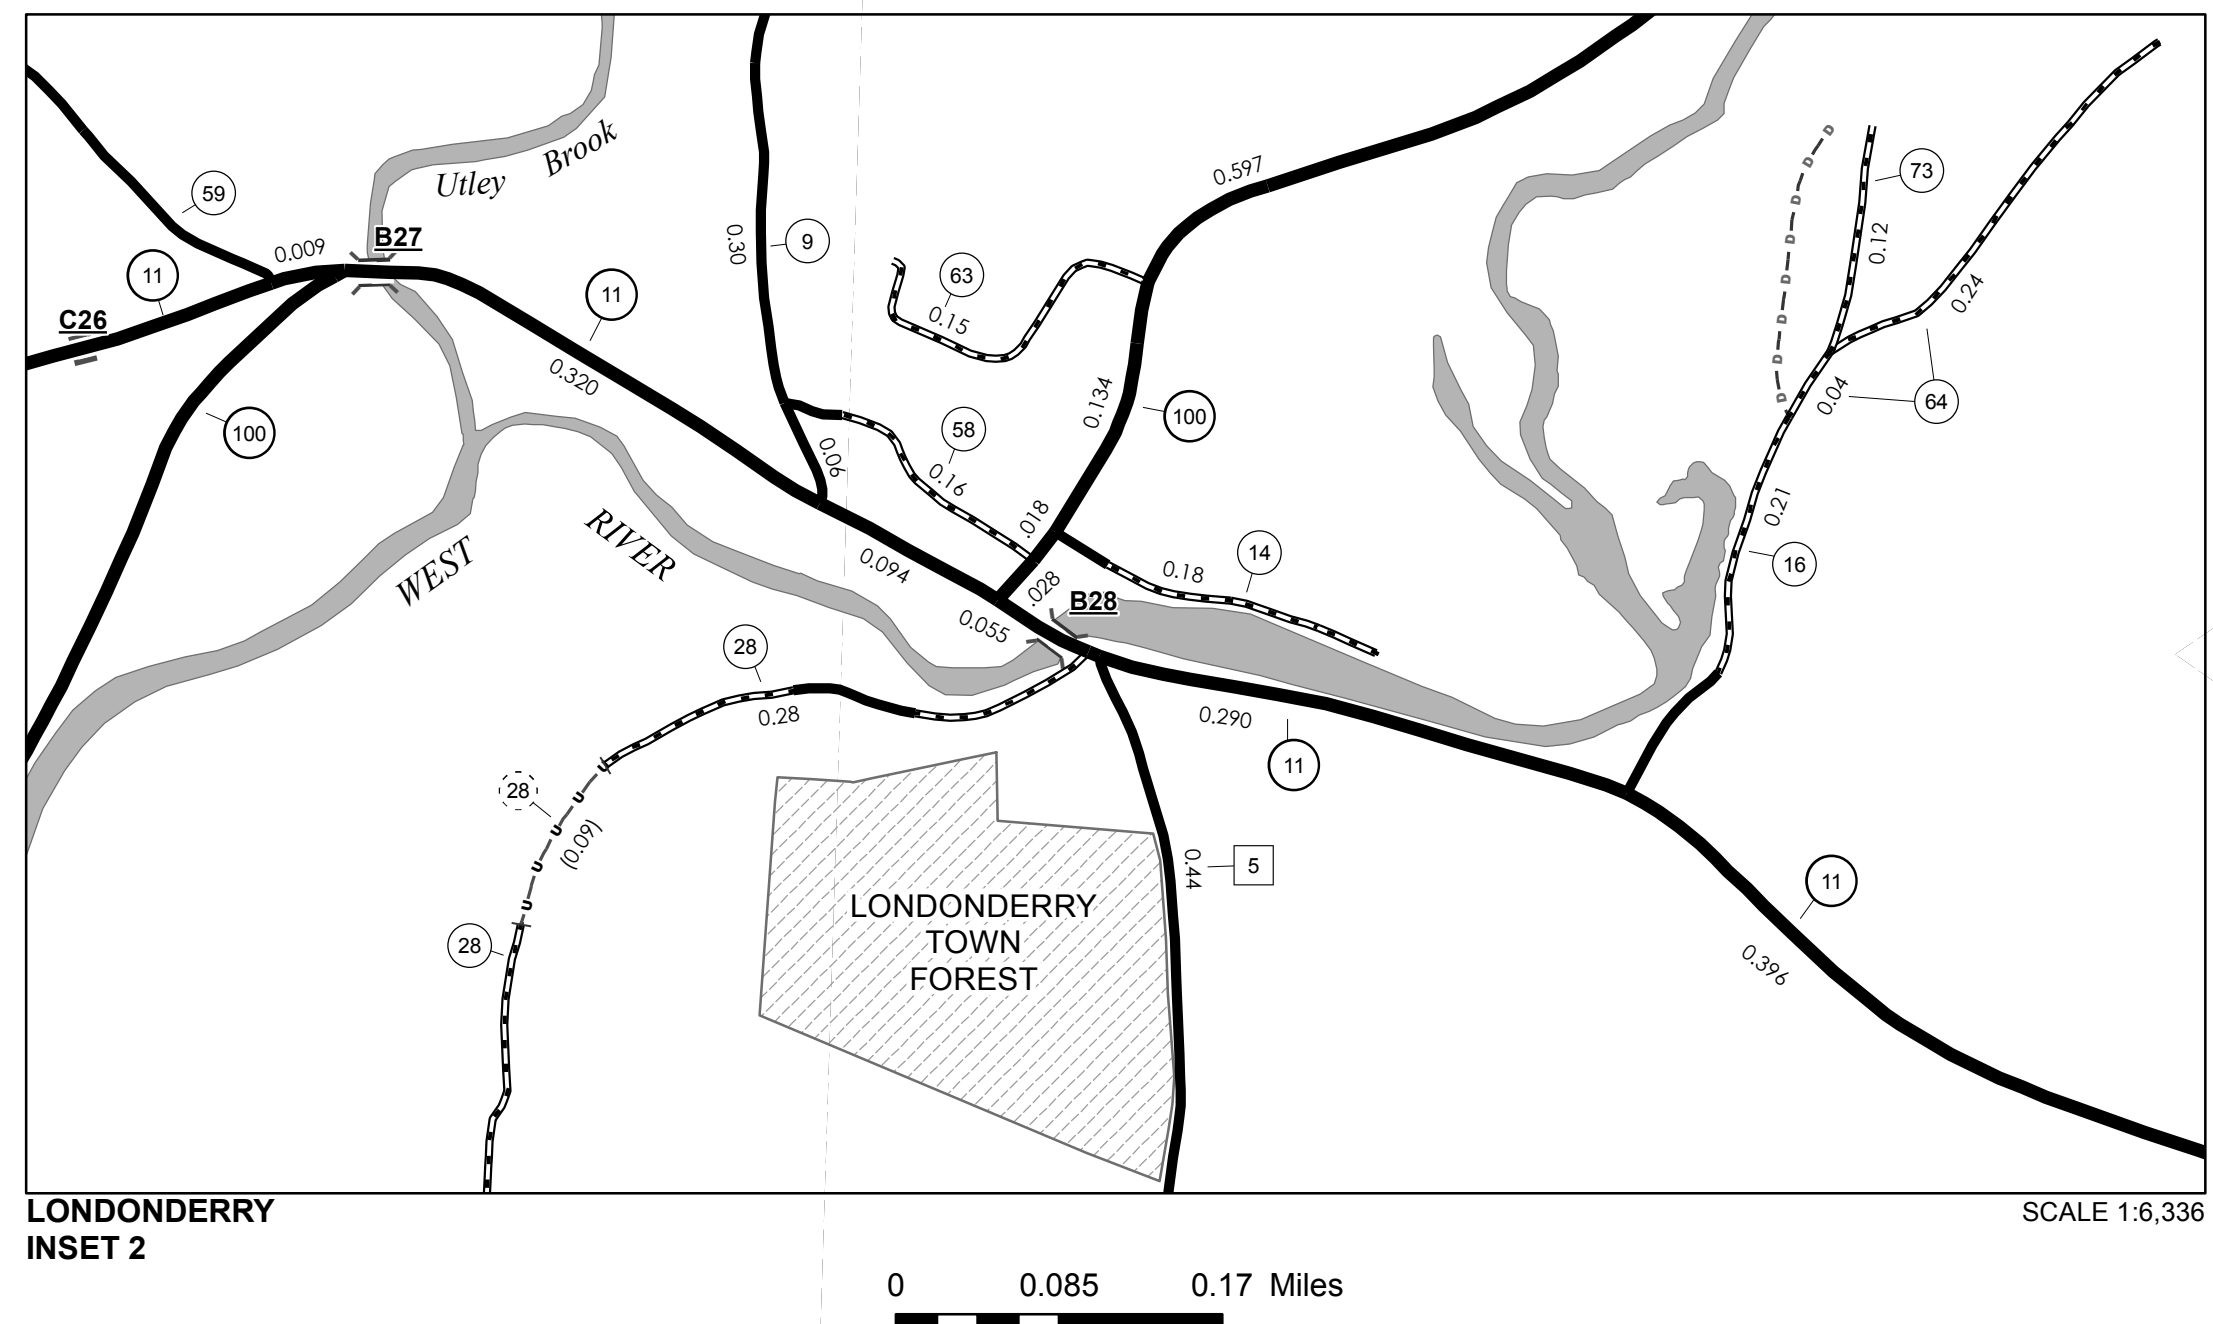 Utley
Brook
59
B27
0.009
11
C26
100
11
0.320
0.30
9
63
0.15
0.597
58
0.06
0.16
0.134
100
.018
.028
14
0.18
B28
0.094
0.055
WEST
RIVER
73
D
D
D
D
D
D
D
D
0.12
0.24
0.04
64
0.21
16
28
0.28
0.290
11
28
U
U
U
U
U
(0.09)
28
0.44
5
LONDONDERRY
TOWN
FOREST
11
0.396
LONDONDERRY
INSET 2
SCALE 1:6,336
0 0.085 0.17 Miles